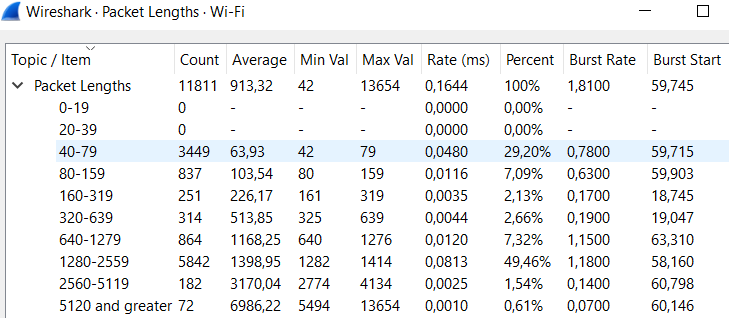 Wireshark · Packet Lengths · Wi-Fi
Topic / Item Count Average Min Val Max Val Rate (ms) Percent Burst Rate Burst Start
Packet Lengths 11811 913,32 42 13654 0,1644 100% 1,8100 59,745
0-19 0 - - - 0,0000 0,00% - -
20-39 0 - - - 0,0000 0,00% - -
40-79 3449 63,93 42 79 0,0480 29,20% 0,7800 59,715
80-159 837 103,54 80 159 0,0116 7,09% 0,6300 59,903
160-319 251 226,17 161 319 0,0035 2,13% 0,1700 18,745
320-639 314 513,85 325 639 0,0044 2,66% 0,1900 19,047
640-1279 864 1168,25 640 1276 0,0120 7,32% 1,1500 63,310
1280-2559 5842 1398,95 1282 1414 0,0813 49,46% 1,1800 58,160
2560-5119 182 3170,04 2774 4134 0,0025 1,54% 0,1400 60,798
5120 and greater 72 6986,22 5494 13654 0,0010 0,61% 0,0700 60,146